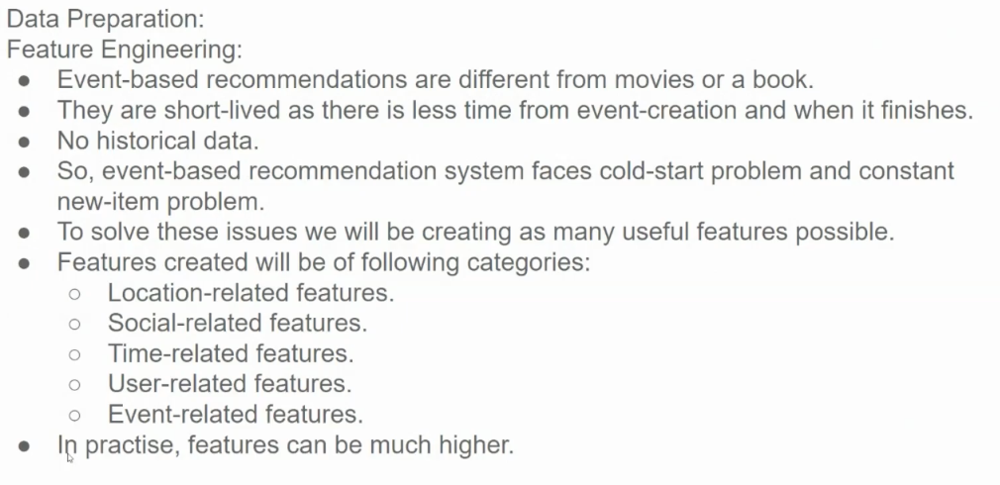 Data Preparation:
Feature Engineering:
● Event-based recommendations are different from movies or a book.
● They are short-lived as there is less time from event-creation and when it finishes.
● No historical data.
● So, event-based recommendation system faces cold-start problem and constant
new-item problem.
● To solve these issues we will be creating as many useful features possible.
● Features created will be of following categories:
○ Location-related features.
○ Social-related features.
○ Time-related features.
○ User-related features.
○ Event-related features.
● In practise, features can be much higher.